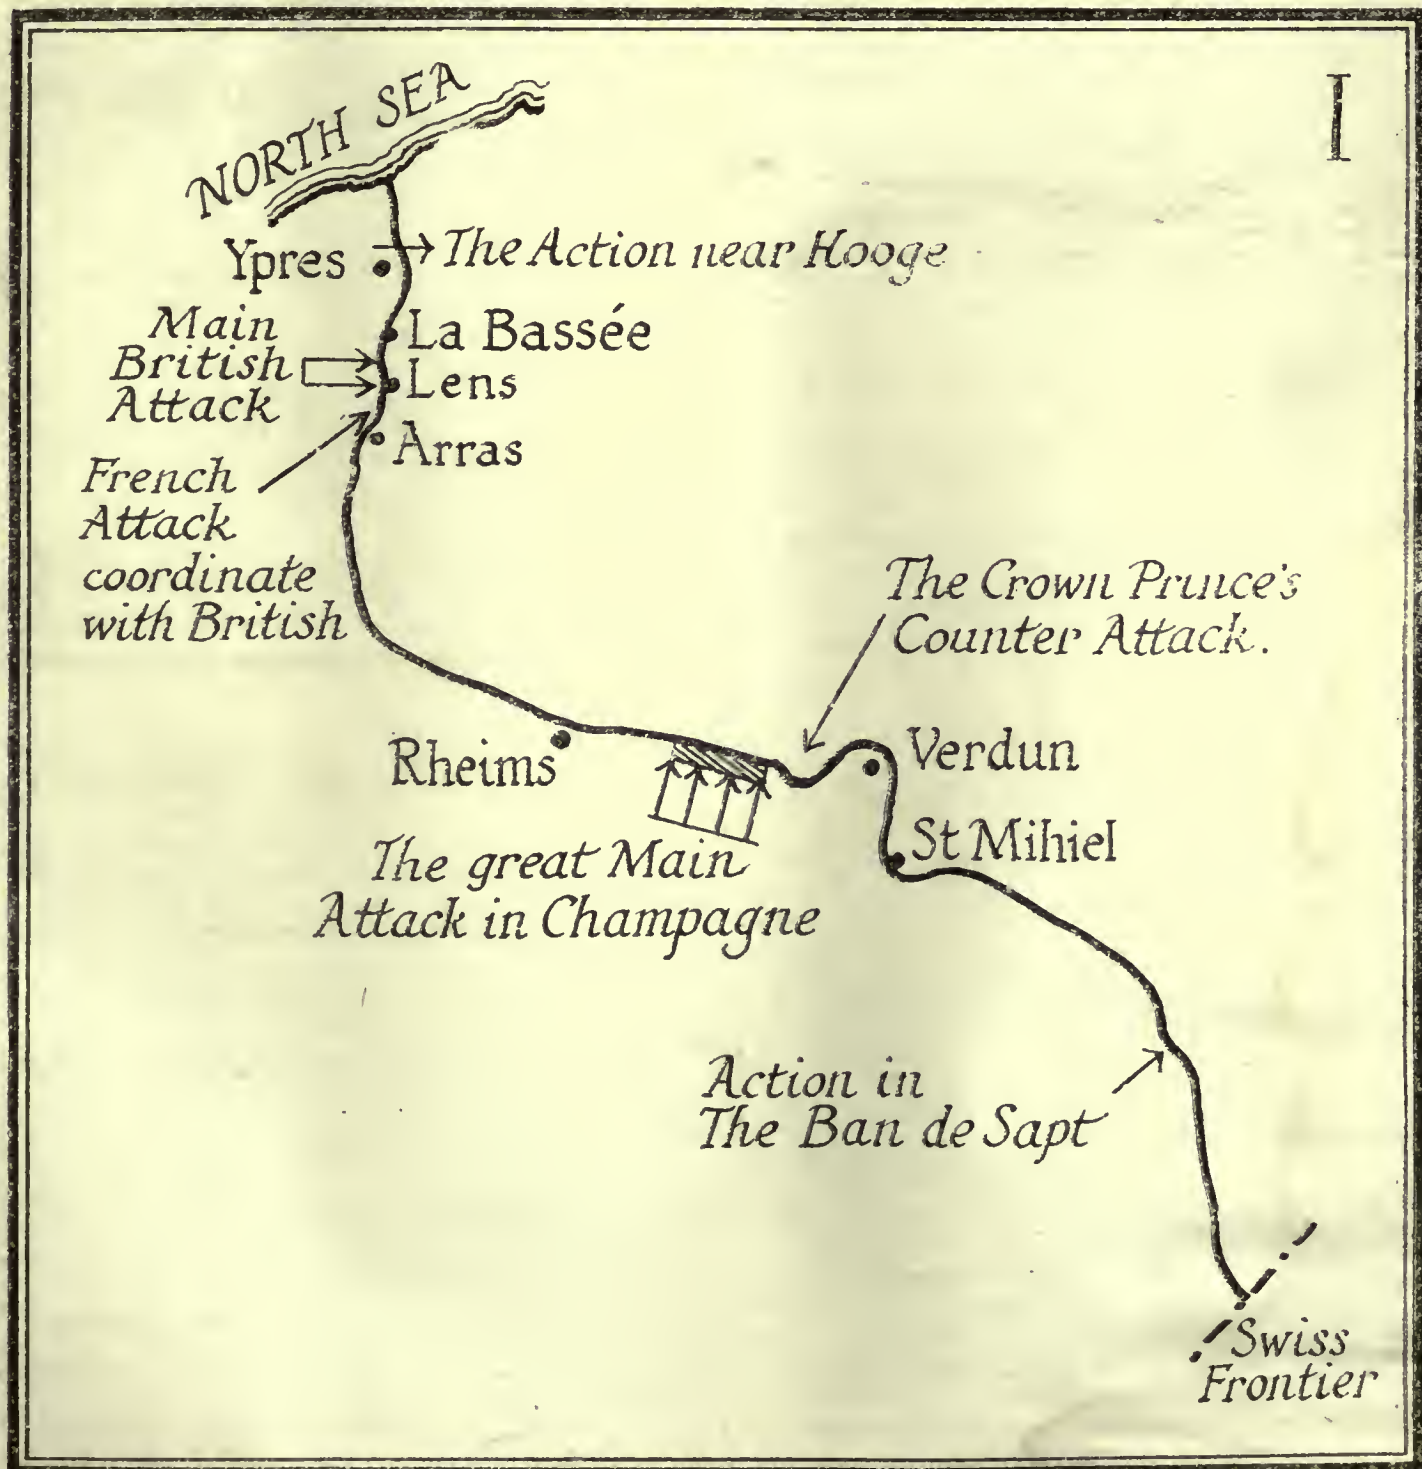 I
NORTH SEA
Ypres
The Action near Hooge
Main
British
Attack
La Bassée
Lens
Arras
French
Attack
coordinate
with British
The Crown Prince's
Counter Attack.
Rheims
Verdun
St Mihiel
The great Main
Attack in Champagne
Action in
The Ban de Sapt
Swiss
Frontier